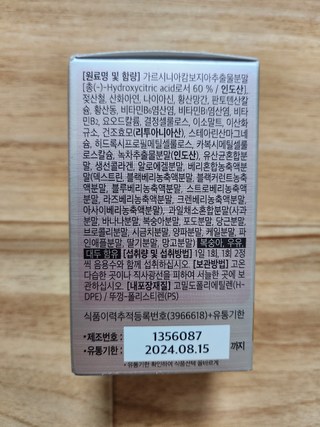 [원료명 및 함량] 가르시니아캄보지아추출물분말
[총(-)-Hydroxycitric acid로서 60 % / 인도산],
젖산철, 산화아연, 나이아신, 황산망간, 판토텐산칼
슘, 황산동, 비타민B₆염산염, 비타민B₁염산염, 비타
민B₂, 요오드칼륨, 결정셀룰로스, 이소말트, 이산화
규소, 건조효모(리투아니아산), 스테아린산마그네
슘, 히드록시프로필메틸셀룰로스, 카복시메틸셀룰
로스칼슘, 녹차추출물분말(인도산), 유산균혼합분
말, 생선콜라겐, 알로에겔분말, 베리혼합농축액분
말(덱스트린, 블랙베리농축액분말, 블랙커런트농축
액분말, 블루베리농축액분말, 스트로베리농축액분
말, 라즈베리농축액분말, 크랜베리농축액분말,
아사이베리농축액분말), 과일채소혼합분말(사과
분말, 바나나분말, 복숭아분말, 포도분말, 당근분말
브로콜리분말, 시금치분말, 양파분말, 케일분말, 파
인애플분말, 딸기분말, 망고분말) 복숭아, 우유,
대두 함유 [섭취량 및 섭취방법] 1일 1회, 1회 2정
씩 음용수와 함께 섭취하십시오. [보관방법] 고온
다습한 곳이나 직사광선을 피하여 서늘한 곳에 보
관하십시오. [내포장재질] 고밀도폴리에틸렌(H-
DPE) / 뚜껑-폴리스티렌(PS)
식품이력추적등록번호(3966618)+유통기한
•제조번호: 1356087
•유통기한: 2024.08.15 까지